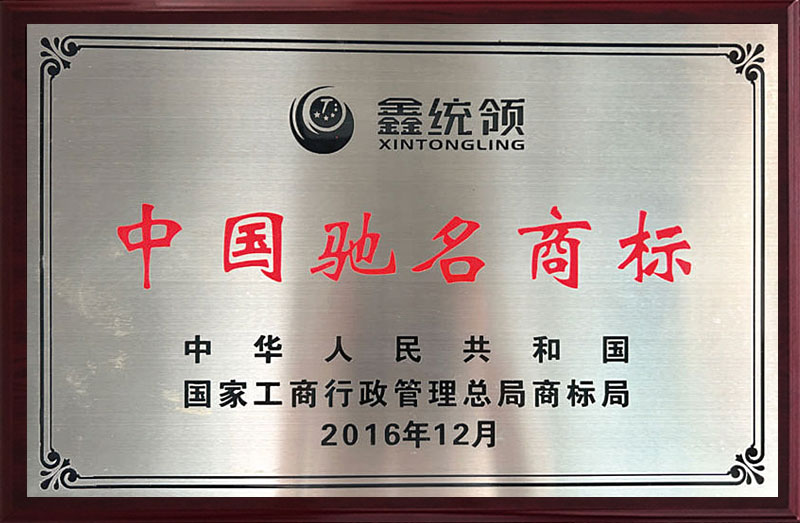 鑫统领
XINTONGLING
中国驰名商标
中华人民共和国
国家工商行政管理总局商标局
2016年12月